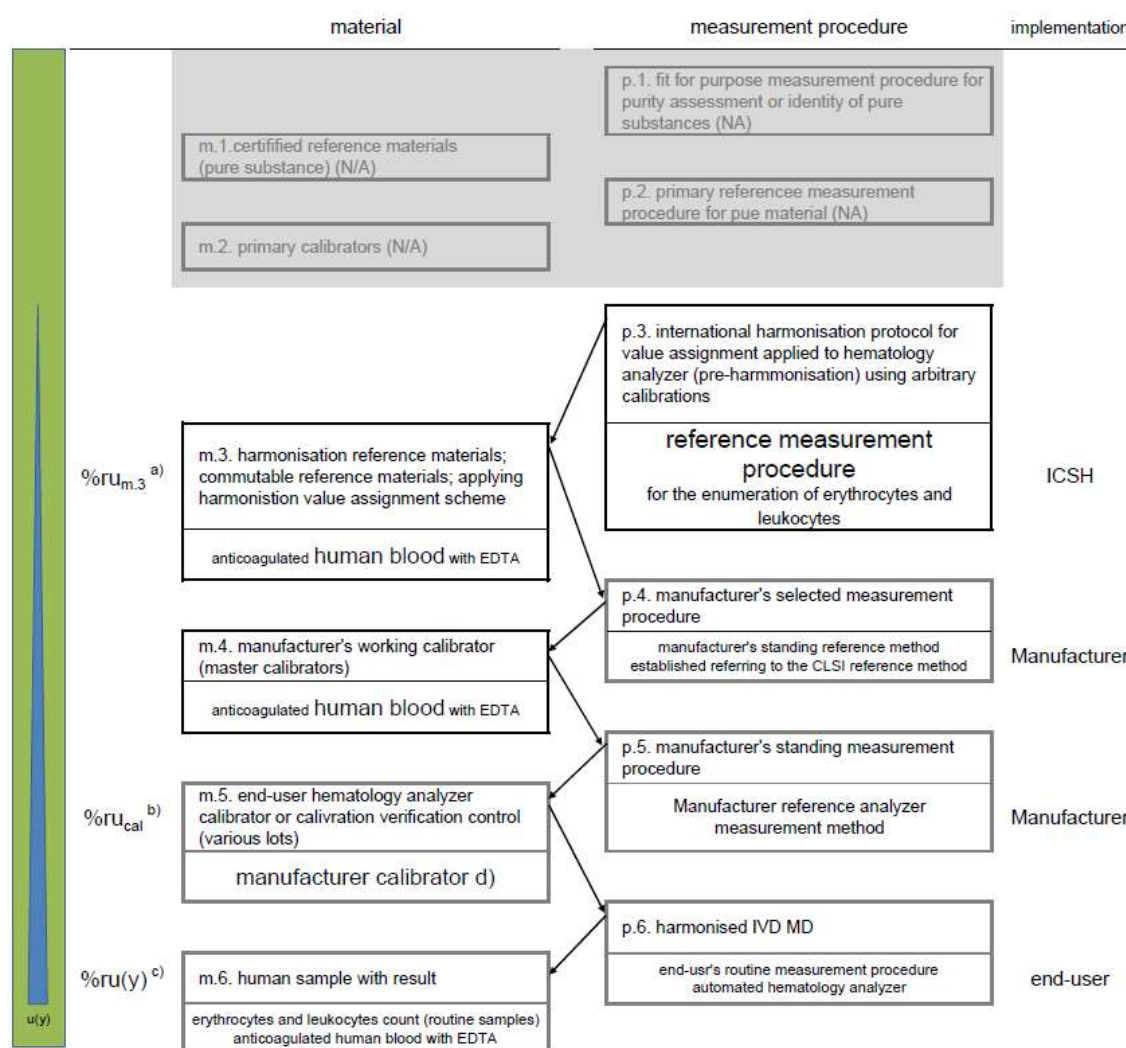 material
measurement procedure
implementation
p.1. fit for purpose measurement procedure for
purity assessment or identity of pure
substances (NA)
m.1.certifified reference materials
(pure substance) (N/A)
p.2. primary referencee measurement
procedure for pue material (NA)
m.2. primary calibrators (N/A)
p.3. international harmonisation protocol for
value assignment applied to hematology
analyzer (pre-harmmonisation) using arbitrary
calibrations
reference measurement
procedure
for the enumeration of erythrocytes and
leukocytes
%ru_m.3 a)
m.3. harmonisation reference materials;
commutable reference materials; applying
harmonistion value assignment scheme
anticoagulated human blood with EDTA
ICSH
p.4. manufacturer's selected measurement
procedure
manufacturer's standing reference method
established referring to the CLSI reference method
Manufacturer
m.4. manufacturer's working calibrator
(master calibrators)
anticoagulated human blood with EDTA
p.5. manufacturer's standing measurement
procedure
Manufacturer reference analyzer
measurement method
Manufacturer
%ru_cal b)
m.5. end-user hematology analyzer
calibrator or calivration verification control
(various lots)
manufacturer calibrator d)
p.6. harmonised IVD MD
end-usr's routine measurement procedure
automated hematology analyzer
end-user
%ru(y) c)
m.6. human sample with result
erythrocytes and leukocytes count (routine samples)
anticoagulated human blood with EDTA
u(y)